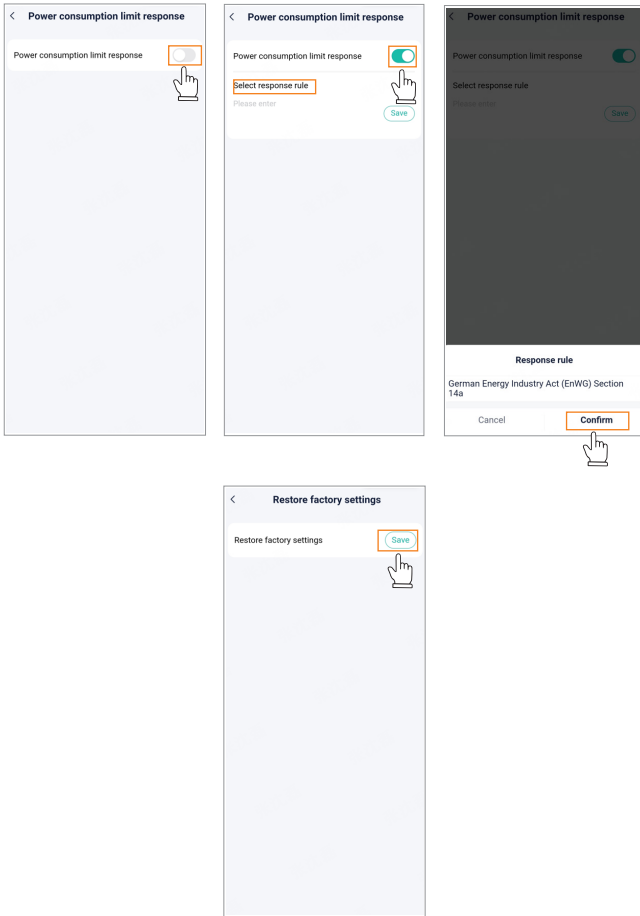 Power consumption limit response
Power consumption limit response
Power consumption limit response
Power consumption limit response
Select response rule
Please enter
Save
Power consumption limit response
Power consumption limit response
Select response rule
Please enter
Save
Response rule
German Energy Industry Act (EnWG) Section
14a
Cancel
Confirm
Restore factory settings
Restore factory settings
Save